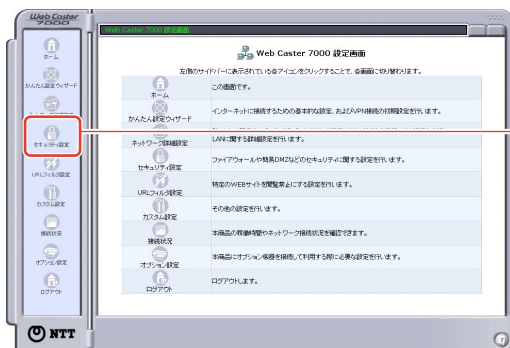 Web Caster
7000
ホーム
かんたん設定ウィザード
セキュリティ設定
URLフィルタ設定
カスタム設定
接続状況
オプション設定
ログアウト
NTT
Web Caster 7000 設定画面
Web Caster 7000 設定画面
左側のサイドバーに表示されている各アイコンをクリックすることで、各画面に切り替わります。
ホーム
この画面です。
かんたん設定ウィザード
インターネットに接続するための基本的な設定、およびVPN接続の初期設定を行います。
ネットワーク詳細設定
LANに関する詳細設定を行います。
セキュリティ設定
ファイアウォールや簡易DMZなどのセキュリティに関する設定を行います。
URLフィルタ設定
特定のWEBサイトを閲覧禁止にする設定を行います。
カスタム設定
その他の設定を行います。
接続状況
本商品の稼働時間やネットワーク接続状況を確認できます。
オプション設定
本商品にオプション機器を接続して利用する際に必要な設定を行います。
ログアウト
ログアウトします。